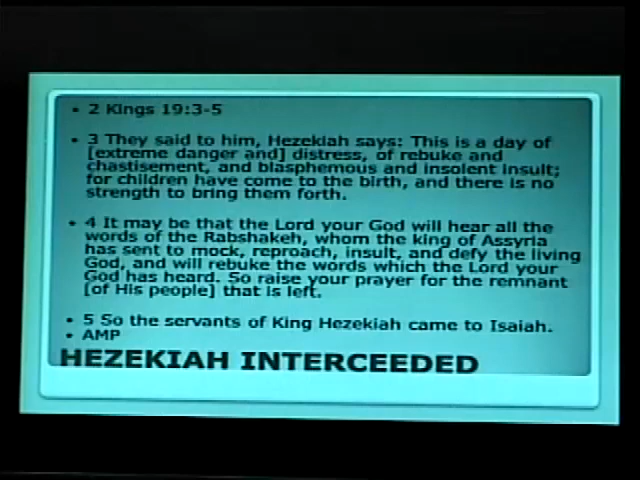 • 2 Kings 19:3-5
• 3 They said to him, Hezekiah says: This is a day of
[extreme danger and] distress, of rebuke and
chastisement, and blasphemous and insolent insult;
for children have come to the birth, and there is no
strength to bring them forth.
• 4 It may be that the Lord your God will hear all the
words of the Rabshakeh, whom the king of Assyria
has sent to mock, reproach, insult, and defy the living
God, and will rebuke the words which the Lord your
God has heard. So raise your prayer for the remnant
[of His people] that is left.
• 5 So the servants of King Hezekiah came to Isaiah.
• AMP
HEZEKIAH INTERCEEDED